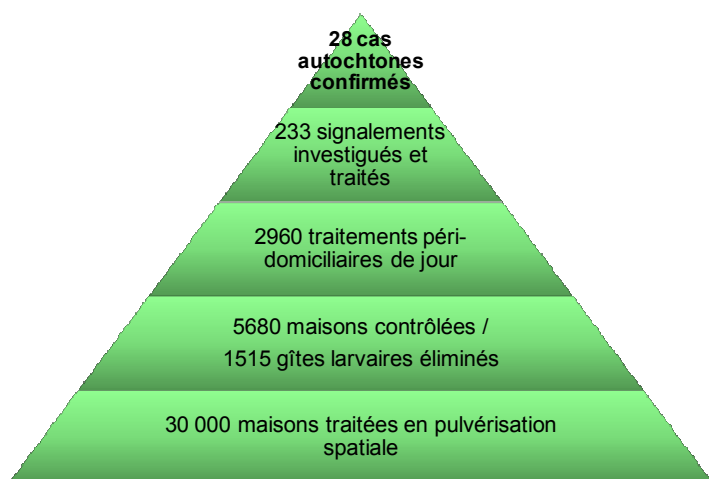 28 cas
autochtones
confirmés
233 signalements
investigués et
traités
2960 traitements péri-
domiciliaires de jour
5680 maisons contrôlées /
1515 gîtes larvaires éliminés
30 000 maisons traitées en pulvérisation
spatiale